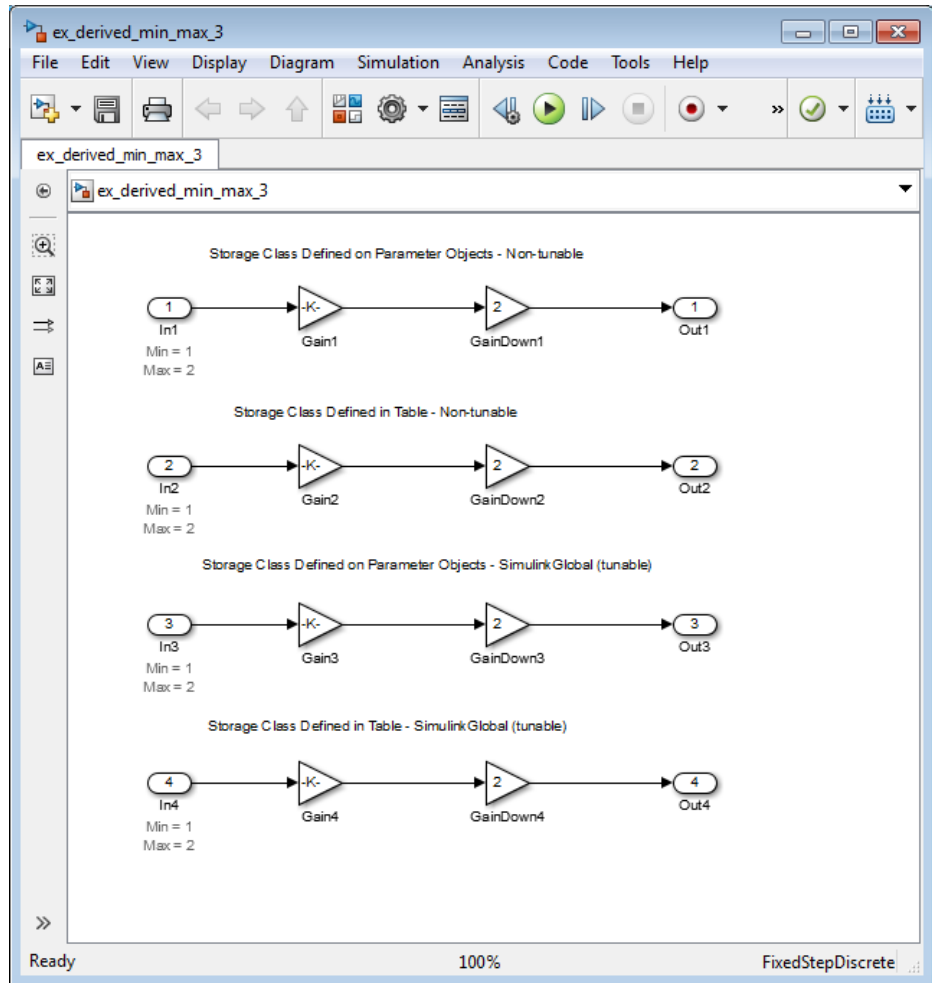 ex_derived_min_max_3
File Edit View Display Diagram Simulation Analysis Code Tools Help
»
ex_derived_min_max_3
ex_derived_min_max_3
Storage Class Defined on Parameter Objects - Non-tunable
1 -K- 2 1
In1 Gain1 GainDown1 Out1
Min = 1
Max = 2
Storage Class Defined in Table - Non-tunable
2 -K- 2 2
In2 Gain2 GainDown2 Out2
Min = 1
Max = 2
Storage Class Defined on Parameter Objects - SimulinkGlobal (tunable)
3 -K- 2 3
In3 Gain3 GainDown3 Out3
Min = 1
Max = 2
Storage Class Defined in Table - SimulinkGlobal (tunable)
4 -K- 2 4
In4 Gain4 GainDown4 Out4
Min = 1
Max = 2
»
Ready 100% FixedStepDiscrete